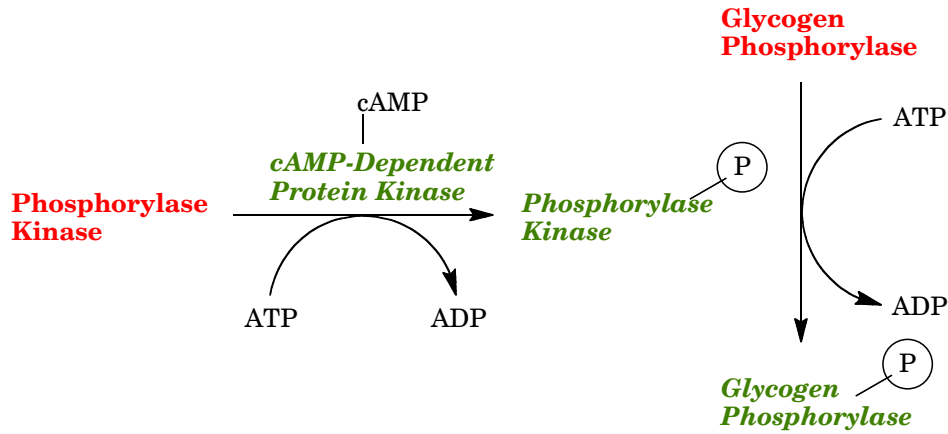 Glycogen
Phosphorylase
cAMP
ATP
cAMP-Dependent
Protein Kinase
P
Phosphorylase
Kinase
Phosphorylase
Kinase
ATP
ADP
ADP
P
Glycogen
Phosphorylase